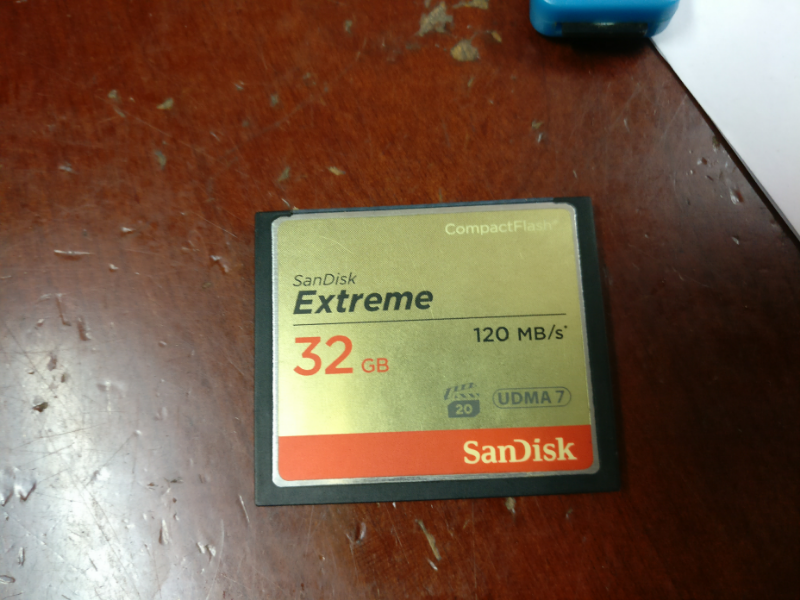 CompactFlash®
SanDisk
Extreme
120 MB/s*
32 GB
20
UDMA 7
SanDisk